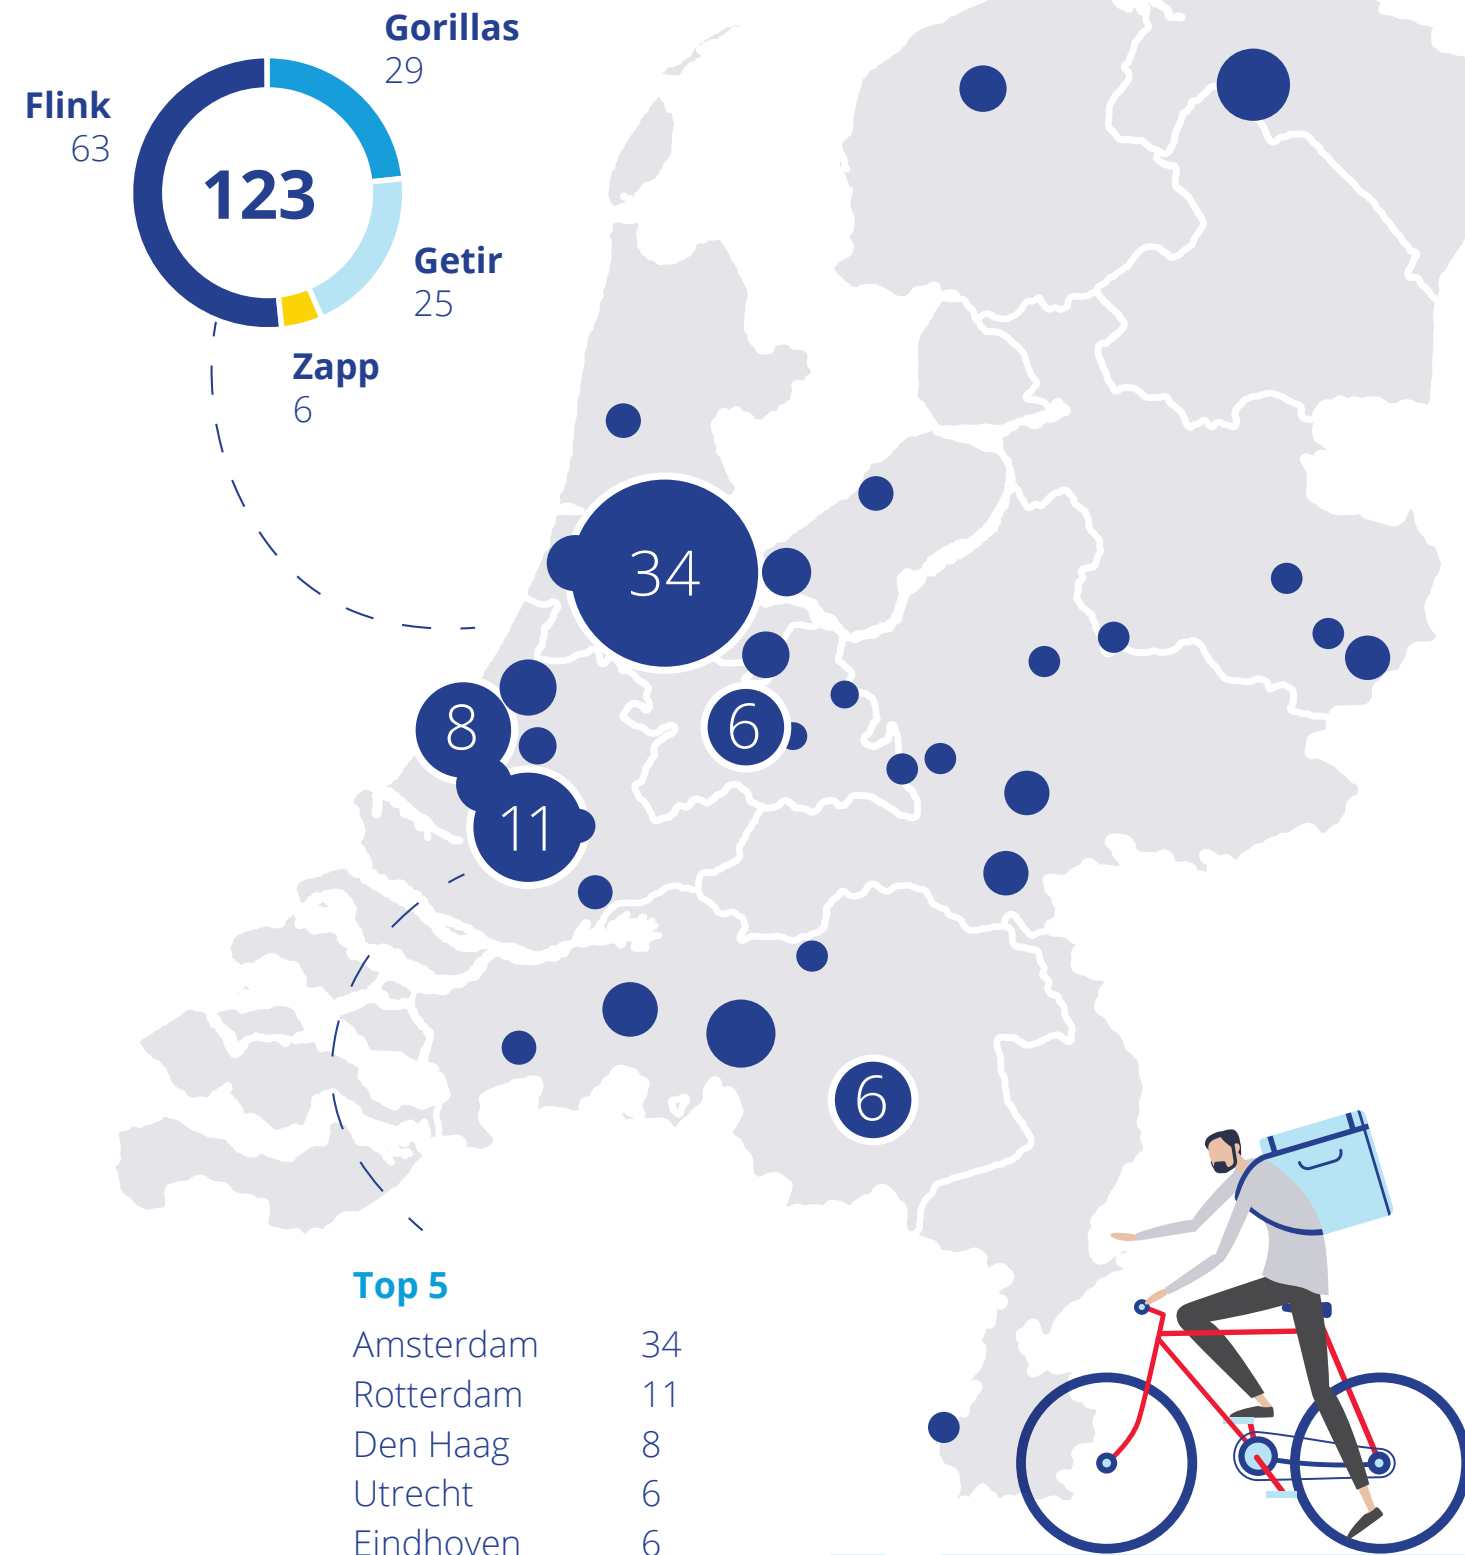 Gorillas
29
Flink
63
123
Getir
25
Zapp
6
34
8
6
11
6
Top 5
Amsterdam 34
Rotterdam 11
Den Haag 8
Utrecht 6
Eindhoven 6